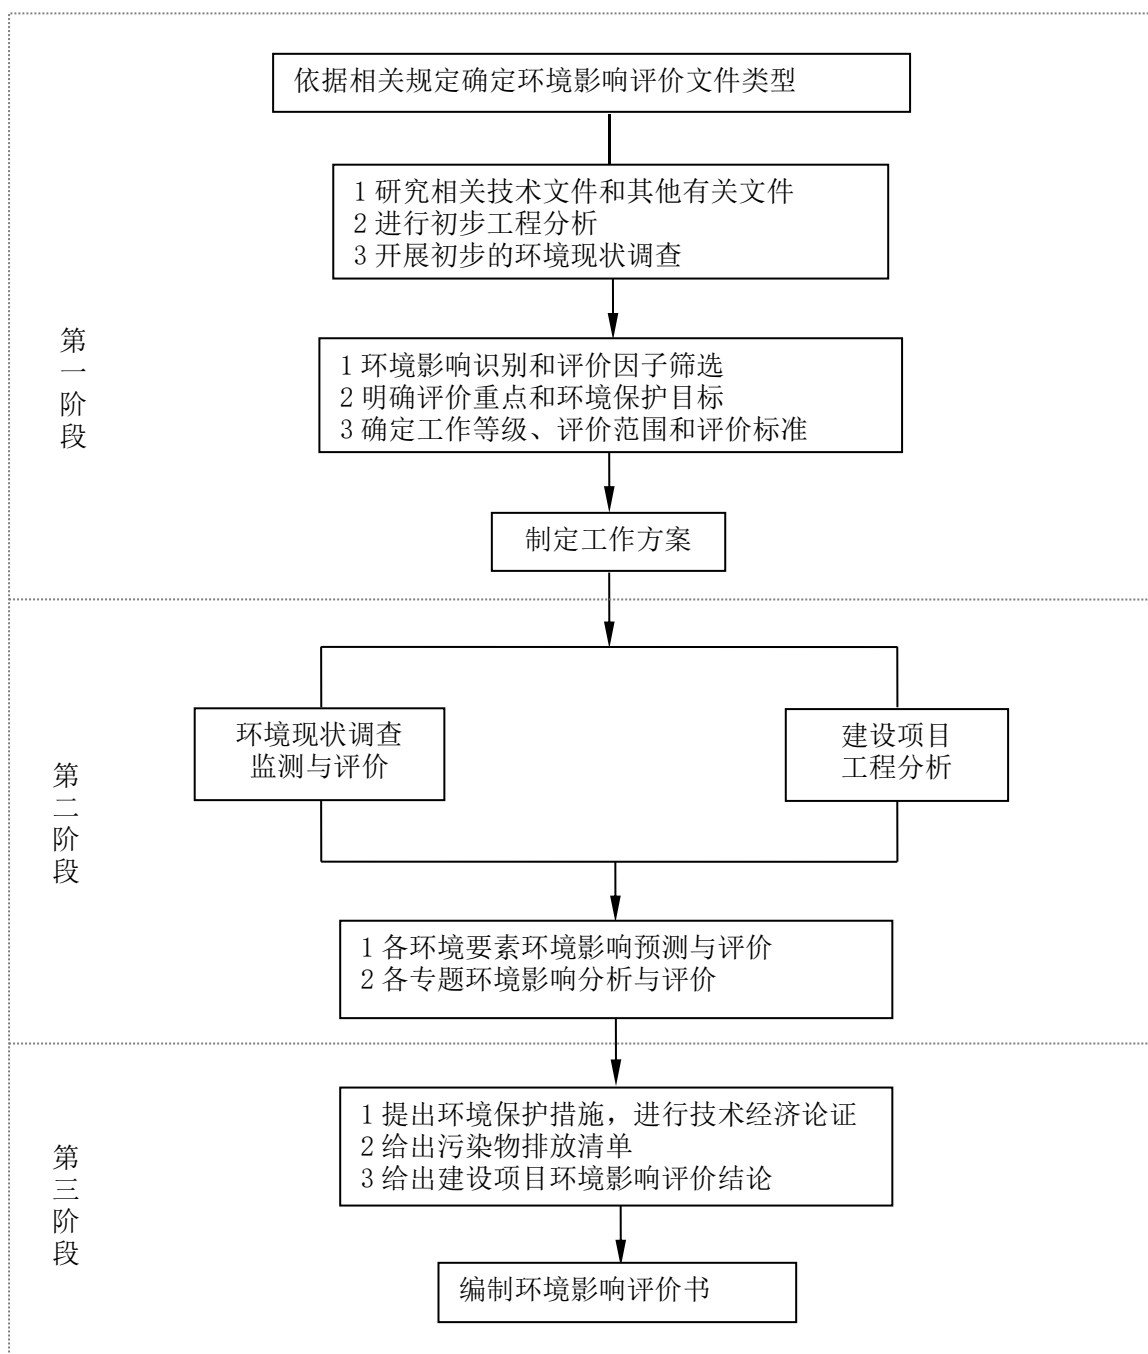 依据相关规定确定环境影响评价文件类型
1 研究相关技术文件和其他有关文件
2 进行初步工程分析
3 开展初步的环境现状调查
第一阶段
1 环境影响识别和评价因子筛选
2 明确评价重点和环境保护目标
3 确定工作等级、评价范围和评价标准
制定工作方案
环境现状调查
监测与评价
建设项目
工程分析
第二阶段
1 各环境要素环境影响预测与评价
2 各专题环境影响分析与评价
1 提出环境保护措施，进行技术经济论证
2 给出污染物排放清单
3 给出建设项目环境影响评价结论
第三阶段
编制环境影响评价书